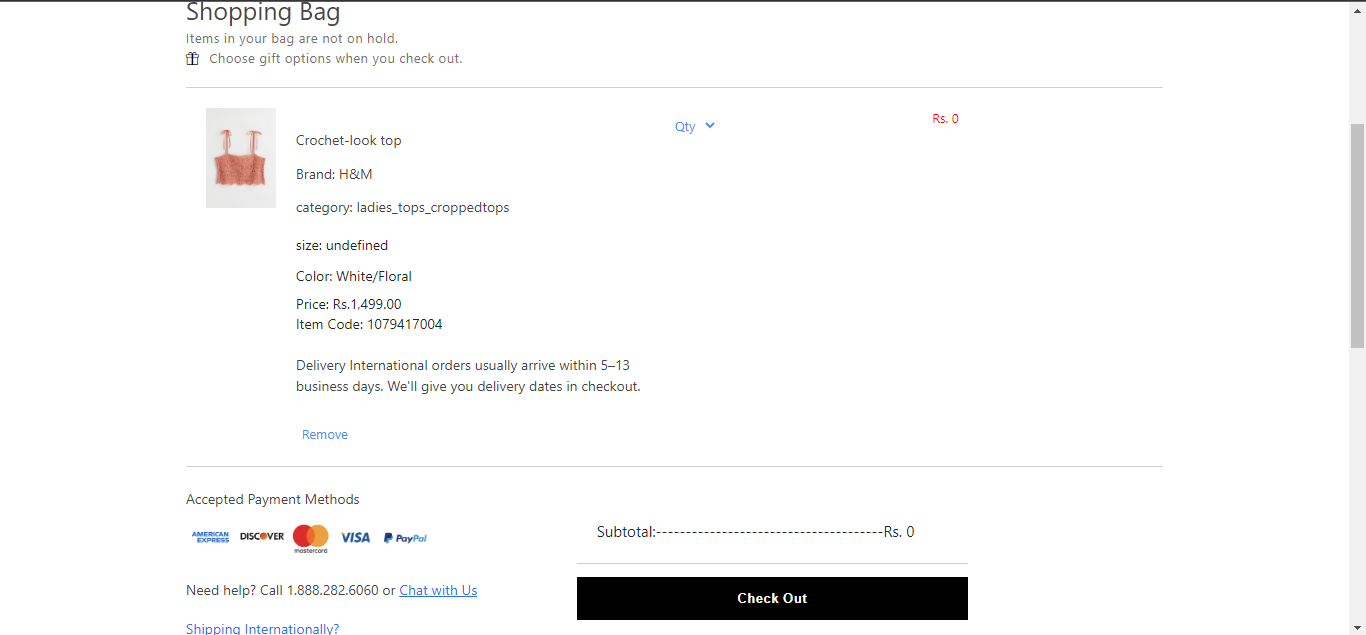 Shopping Bag
Items in your bag are not on hold.
Choose gift options when you check out.
Qty
Rs. 0
Crochet-look top
Brand: H&M
category: ladies_tops_croppedtops
size: undefined
Color: White/Floral
Price: Rs.1,499.00
Item Code: 1079417004
Delivery International orders usually arrive within 5–13
business days. We'll give you delivery dates in checkout.
Remove
Accepted Payment Methods
AMERICAN
EXPRESS
DISCOVER
mastercard
VISA
PayPal
Subtotal:--------------------------------------Rs. 0
Need help? Call 1.888.282.6060 or Chat with Us
Check Out
Shipping Internationally?